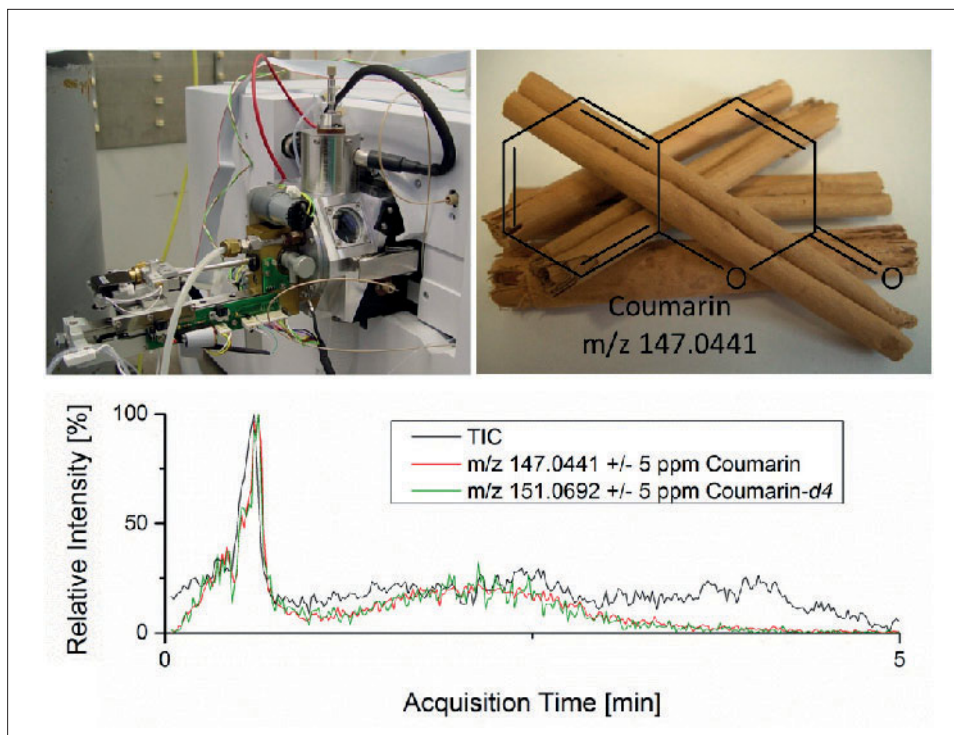 O
O
Coumarin
m/z 147.0441
100
50
0
Relative Intensity [%]
TIC
m/z 147.0441 +/- 5 ppm Coumarin
m/z 151.0692 +/- 5 ppm Coumarin-d4
0
5
Acquisition Time [min]